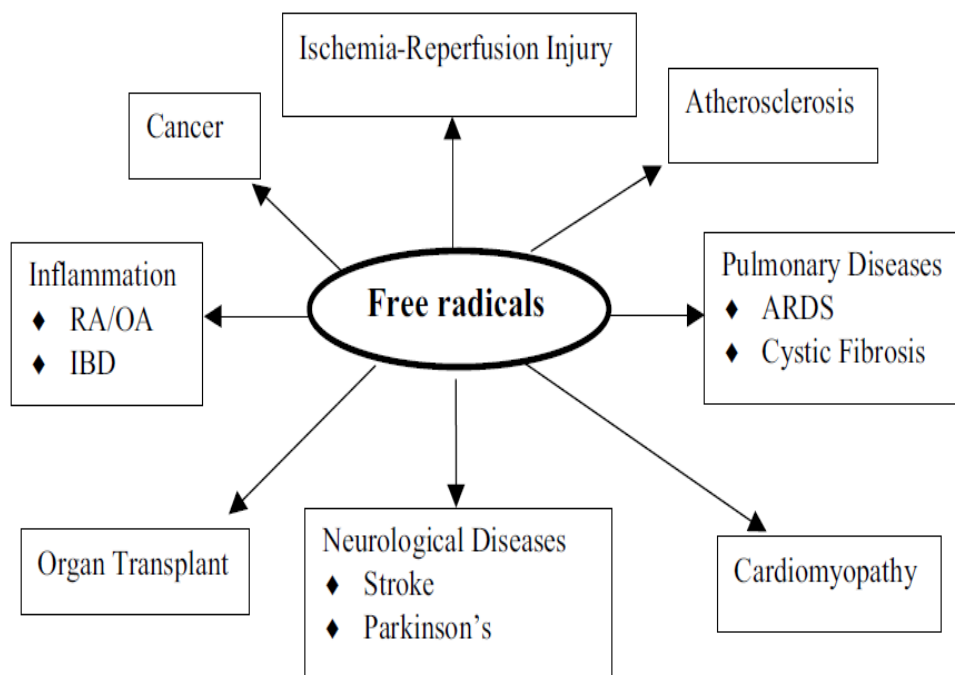 Ischemia-Reperfusion Injury
Atherosclerosis
Cancer
Inflammation
♦ RA/OA
♦ IBD
Free radicals
Pulmonary Diseases
♦ ARDS
♦ Cystic Fibrosis
Organ Transplant
Neurological Diseases
♦ Stroke
♦ Parkinson’s
Cardiomyopathy